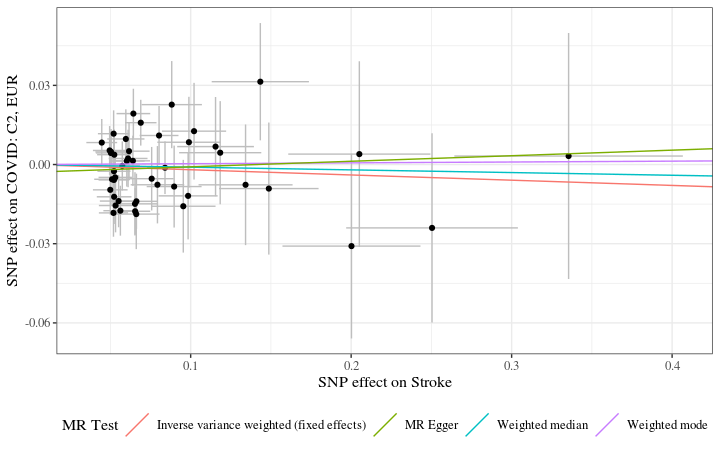 SNP effect on COVID: C2, EUR
0.03
0.00
-0.03
-0.06
0.1 0.2 0.3 0.4
SNP effect on Stroke
MR Test Inverse variance weighted (fixed effects) MR Egger Weighted median Weighted mode